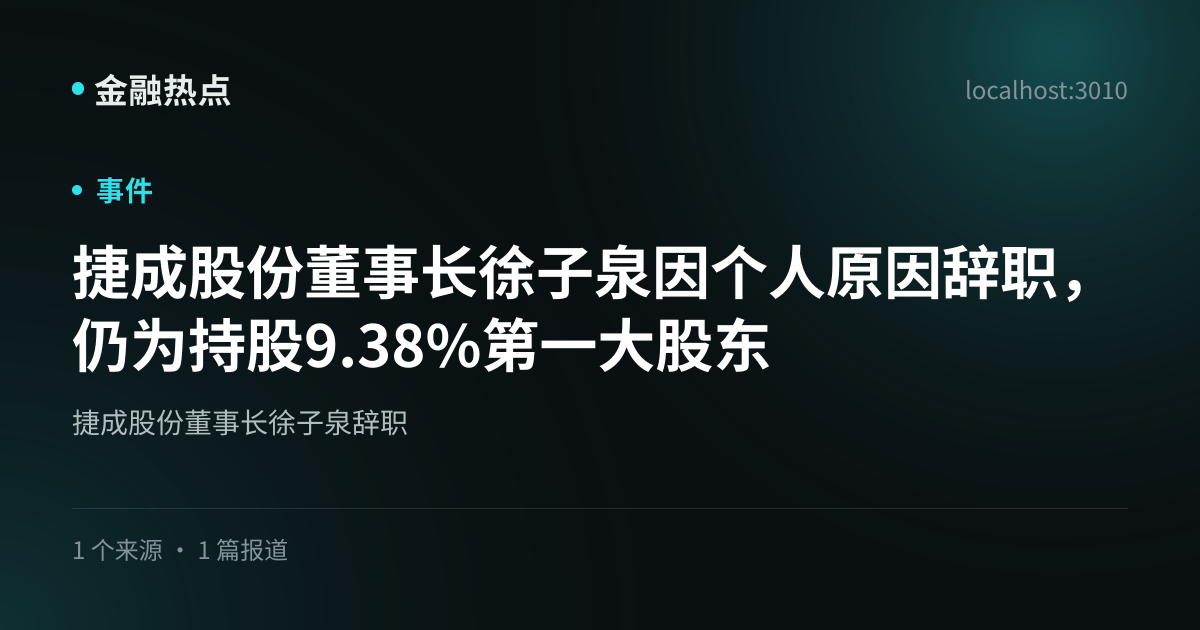 金融热点
localhost:3010
事件
捷成股份董事长徐子泉因个人原因辞职，
仍为持股9.38%第一大股东
捷成股份董事长徐子泉辞职
1 个来源 · 1 篇报道